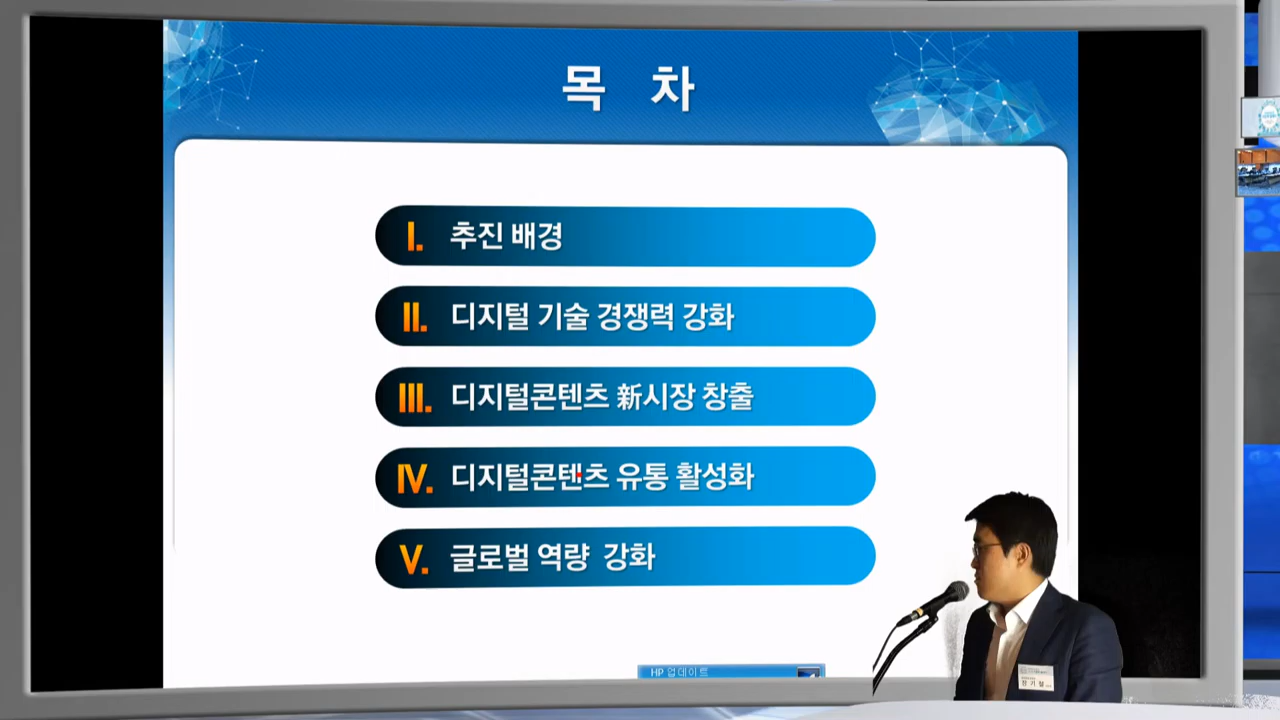 목 차
I. 추진 배경
II. 디지털 기술 경쟁력 강화
III. 디지털콘텐츠 新시장 창출
IV. 디지털콘텐츠 유통 활성화
V. 글로벌 역량 강화
HP 업데이트